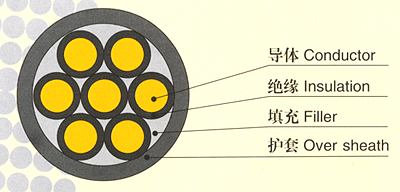 导体 Conductor
绝缘 Insulation
填充 Filler
护套 Over sheath